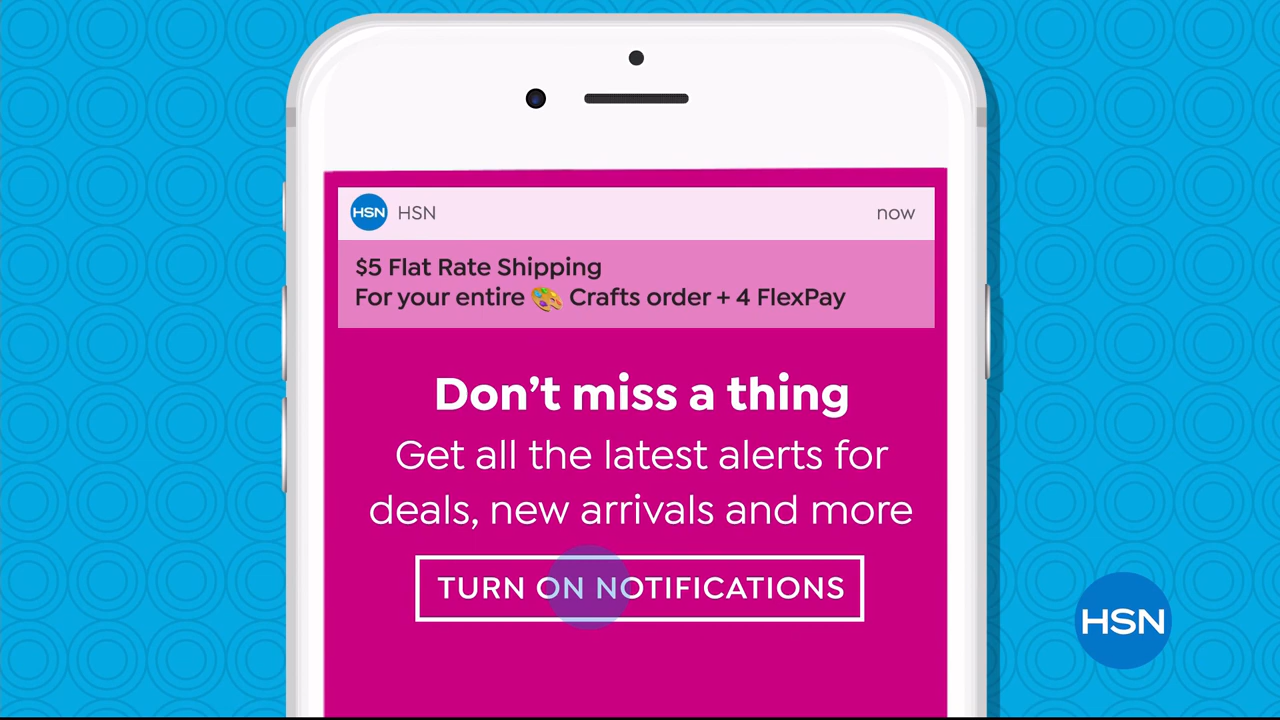 HSN HSN now
$5 Flat Rate Shipping
For your entire 🎨 Crafts order + 4 FlexPay
Don't miss a thing
Get all the latest alerts for
deals, new arrivals and more
TURN ON NOTIFICATIONS
HSN